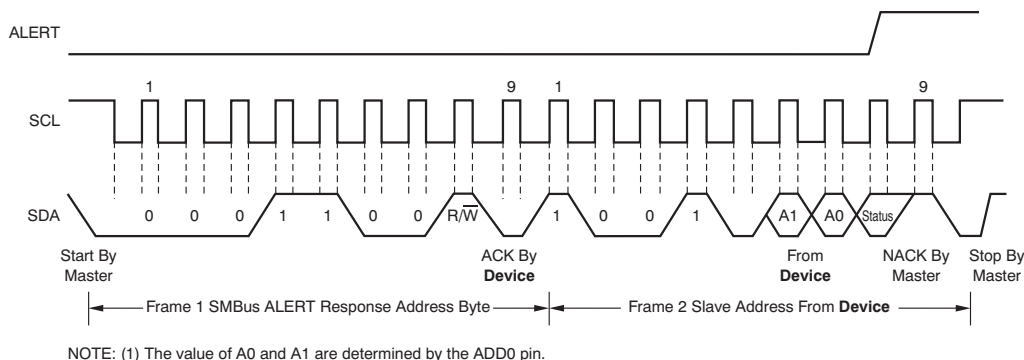 ALERT
1 9 1 9
SCL
SDA 0 0 0 1 1 0 0 R/W̅ 1 0 0 1 A1 A0 Status
Start By Master
ACK By Device
From Device
NACK By Master
Stop By Master
Frame 1 SMBus ALERT Response Address Byte
Frame 2 Slave Address From Device
NOTE: (1) The value of A0 and A1 are determined by the ADD0 pin.